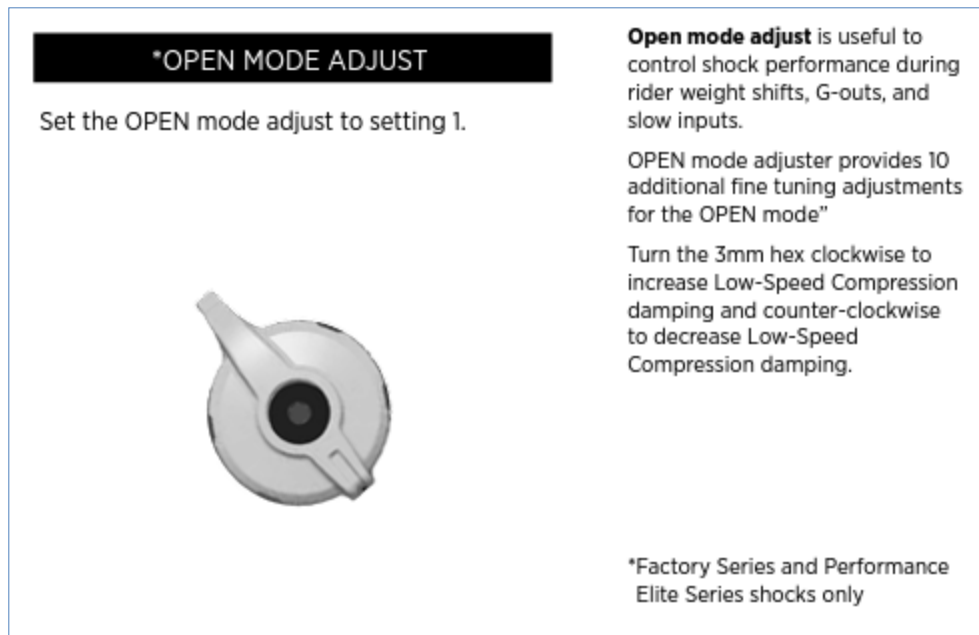 *OPEN MODE ADJUST
Set the OPEN mode adjust to setting 1.
Open mode adjust is useful to
control shock performance during
rider weight shifts, G-outs, and
slow inputs.
OPEN mode adjuster provides 10
additional fine tuning adjustments
for the OPEN mode”
Turn the 3mm hex clockwise to
increase Low-Speed Compression
damping and counter-clockwise
to decrease Low-Speed
Compression damping.
*Factory Series and Performance
Elite Series shocks only